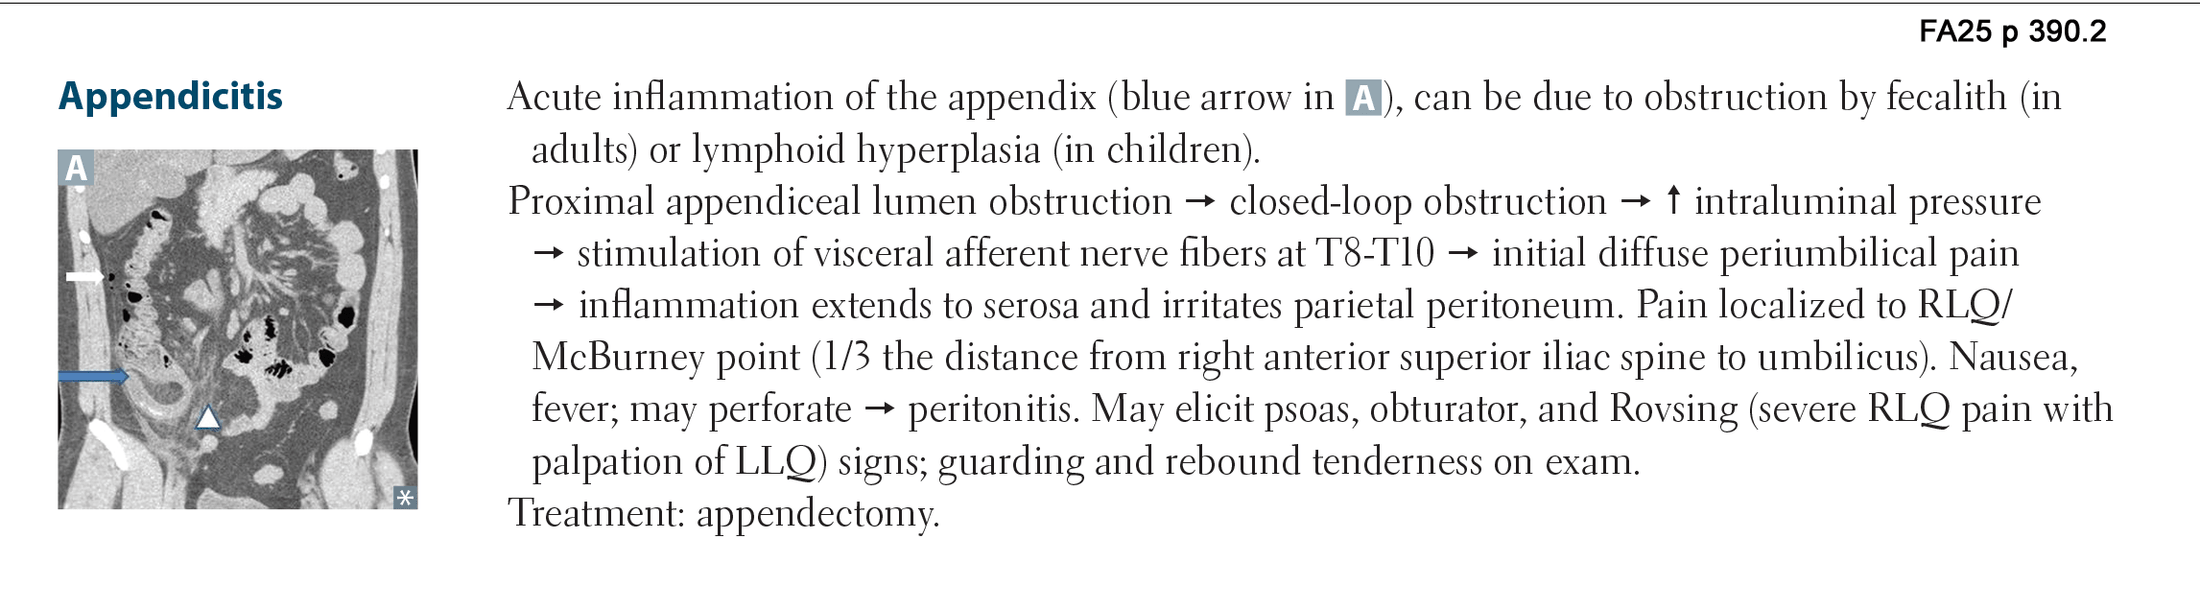 FA25 p 390.2
Appendicitis
A
*
Acute inflammation of the appendix (blue arrow in A), can be due to obstruction by fecalith (in
adults) or lymphoid hyperplasia (in children).
Proximal appendiceal lumen obstruction → closed-loop obstruction → ↑ intraluminal pressure
→ stimulation of visceral afferent nerve fibers at T8-T10 → initial diffuse periumbilical pain
→ inflammation extends to serosa and irritates parietal peritoneum. Pain localized to RLQ/
McBurney point (1/3 the distance from right anterior superior iliac spine to umbilicus). Nausea,
fever; may perforate → peritonitis. May elicit psoas, obturator, and Rovsing (severe RLQ pain with
palpation of LLQ) signs; guarding and rebound tenderness on exam.
Treatment: appendectomy.